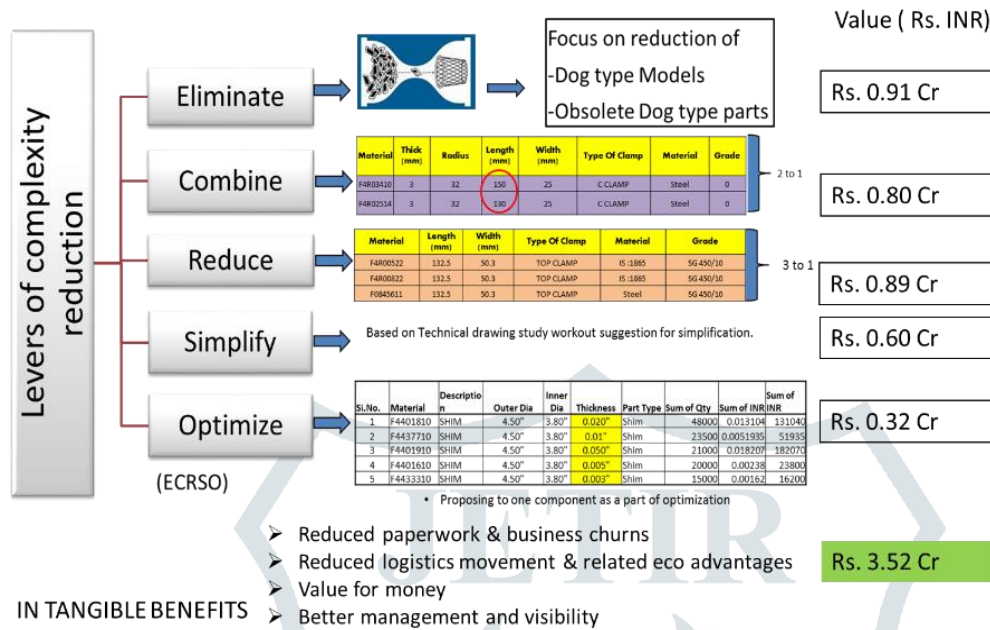 Value ( Rs. INR)
Levers of complexity
reduction
Eliminate
Focus on reduction of
-Dog type Models
-Obsolete Dog type parts
Rs. 0.91 Cr
Combine
Material Thick (mm) Radius Length (mm) Width (mm) Type Of Clamp Material Grade
F4R03410 3 32 150 25 C CLAMP Steel 0
F4R02514 3 32 130 25 C CLAMP Steel 0
2 to 1
Rs. 0.80 Cr
Reduce
Material Length (mm) Width (mm) Type Of Clamp Material Grade
F4R00522 132.5 50.3 TOP CLAMP IS :1865 SG 450/10
F4R00822 132.5 50.3 TOP CLAMP IS :1865 SG 450/10
F0845611 132.5 50.3 TOP CLAMP Steel SG 450/10
3 to 1
Rs. 0.89 Cr
Simplify
Based on Technical drawing study workout suggestion for simplification.
Rs. 0.60 Cr
Optimize
(ECRSO)
Si.No. Material Description Outer Dia Inner Dia Thickness Part Type Sum of Qty Sum of INR Sum of INR
1 F4401810 SHIM 4.50" 3.80" 0.020" Shim 48000 0.013104 131040
2 F4437710 SHIM 4.50" 3.80" 0.01" Shim 23500 0.0051935 51935
3 F4401910 SHIM 4.50" 3.80" 0.050" Shim 21000 0.018207 182070
4 F4401610 SHIM 4.50" 3.80" 0.005" Shim 20000 0.00238 23800
5 F4433310 SHIM 4.50" 3.80" 0.003" Shim 15000 0.00162 16200
• Proposing to one component as a part of optimization
Rs. 0.32 Cr
➢ Reduced paperwork & business churns
➢ Reduced logistics movement & related eco advantages
➢ Value for money
➢ Better management and visibility
Rs. 3.52 Cr
IN TANGIBLE BENEFITS
JETIR